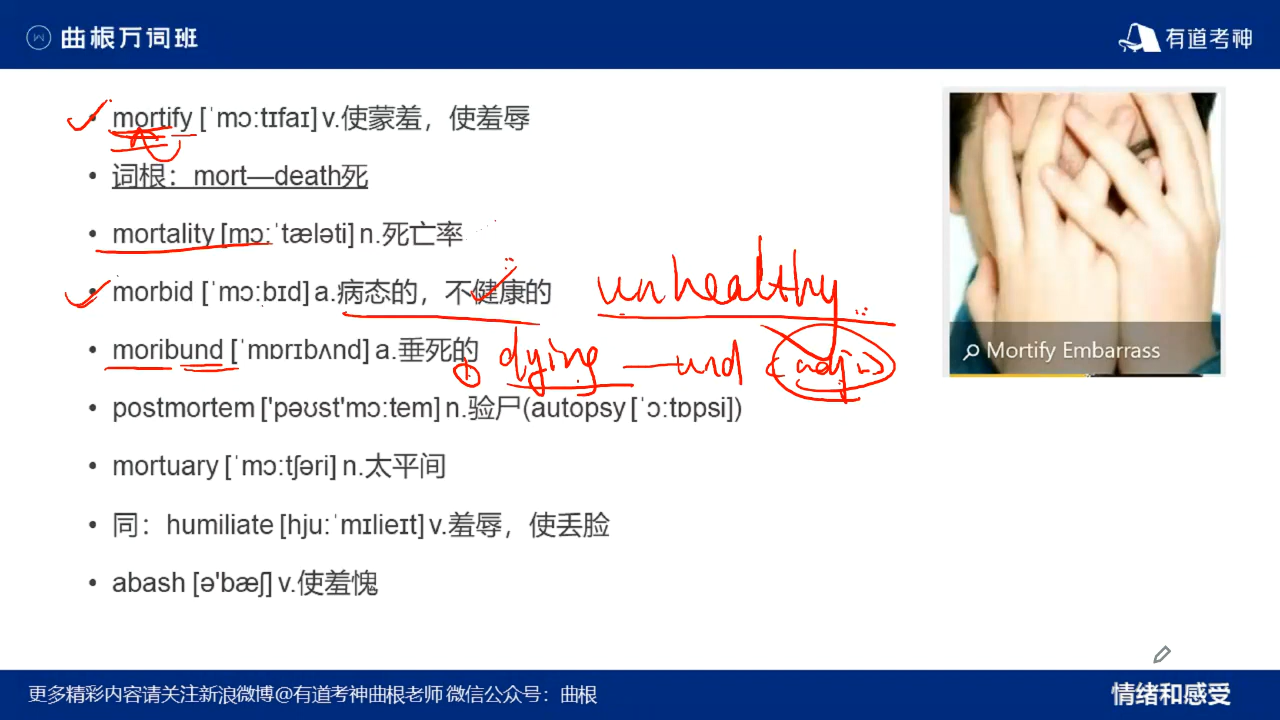 曲根万词班
有道考神
mortify [ˈmɔːtɪfaɪ] v.使蒙羞，使羞辱
词根：mort—death死
mortality [mɔːˈtæləti] n.死亡率
morbid [ˈmɔːbɪd] a.病态的，不健康的
unhealthy
moribund [ˈmɒrɪbʌnd] a.垂死的
dying —und (adj.)
Mortify Embarrass
postmortem ['pəʊst'mɔːtem] n.验尸(autopsy [ˈɔːtɒpsi])
mortuary [ˈmɔːtʃəri] n.太平间
同：humiliate [hjuːˈmɪlieɪt] v.羞辱，使丢脸
abash [ə'bæʃ] v.使羞愧
更多精彩内容请关注新浪微博@有道考神曲根老师 微信公众号：曲根
情绪和感受